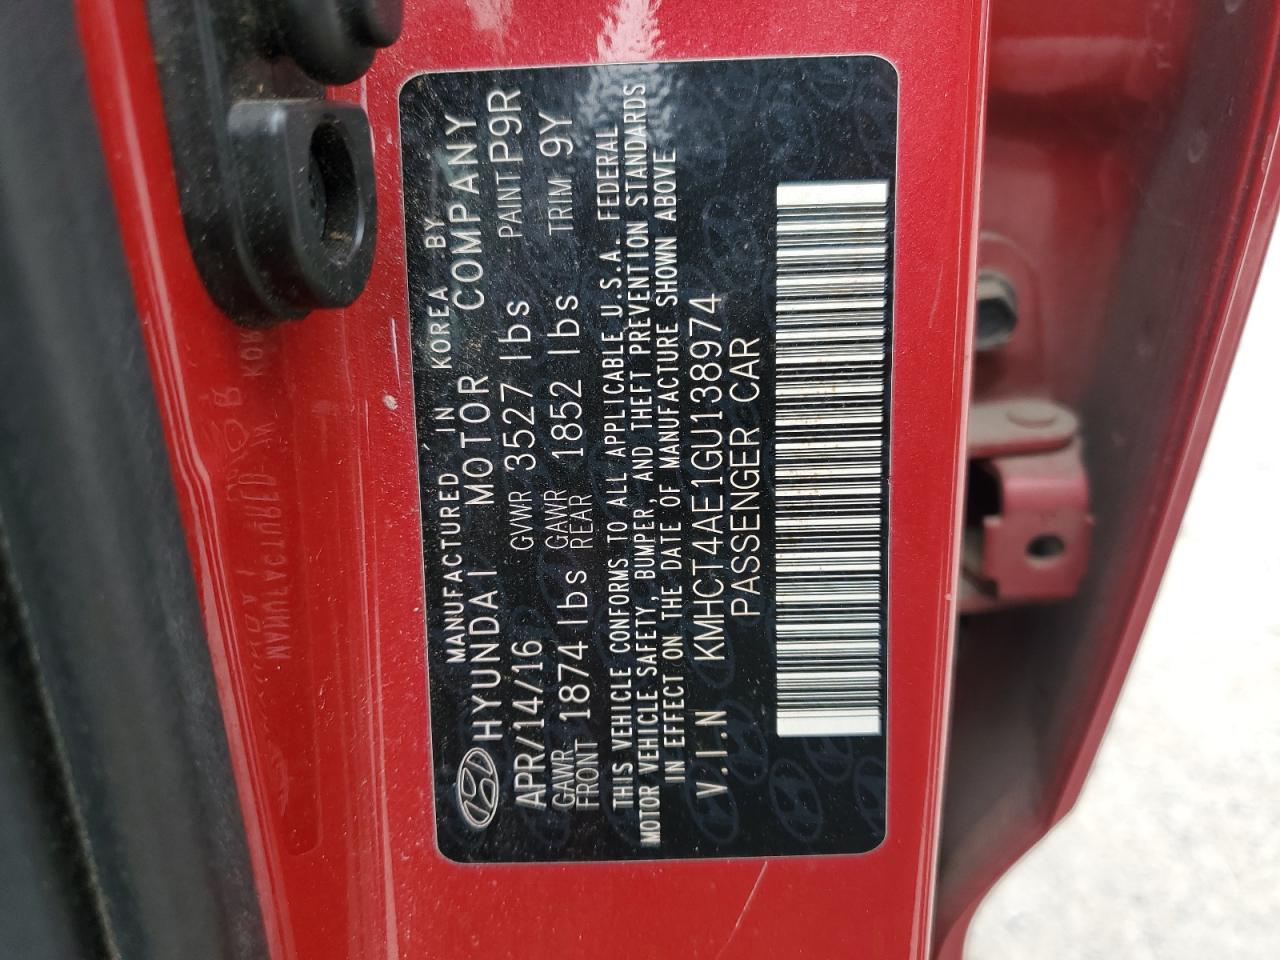 MANUFACTURED IN KOREA BY
HYUNDAI MOTOR COMPANY
APR/14/16 GVWR 3527 lbs PAINT P9R
GAWR FRONT 1874 lbs GAWR REAR 1852 lbs TRIM 9Y
THIS VEHICLE CONFORMS TO ALL APPLICABLE U.S.A. FEDERAL
MOTOR VEHICLE SAFETY, BUMPER, AND THEFT PREVENTION STANDARDS
IN EFFECT ON THE DATE OF MANUFACTURE SHOWN ABOVE
V.I.N KMHCT4AE1GU138974
PASSENGER CAR